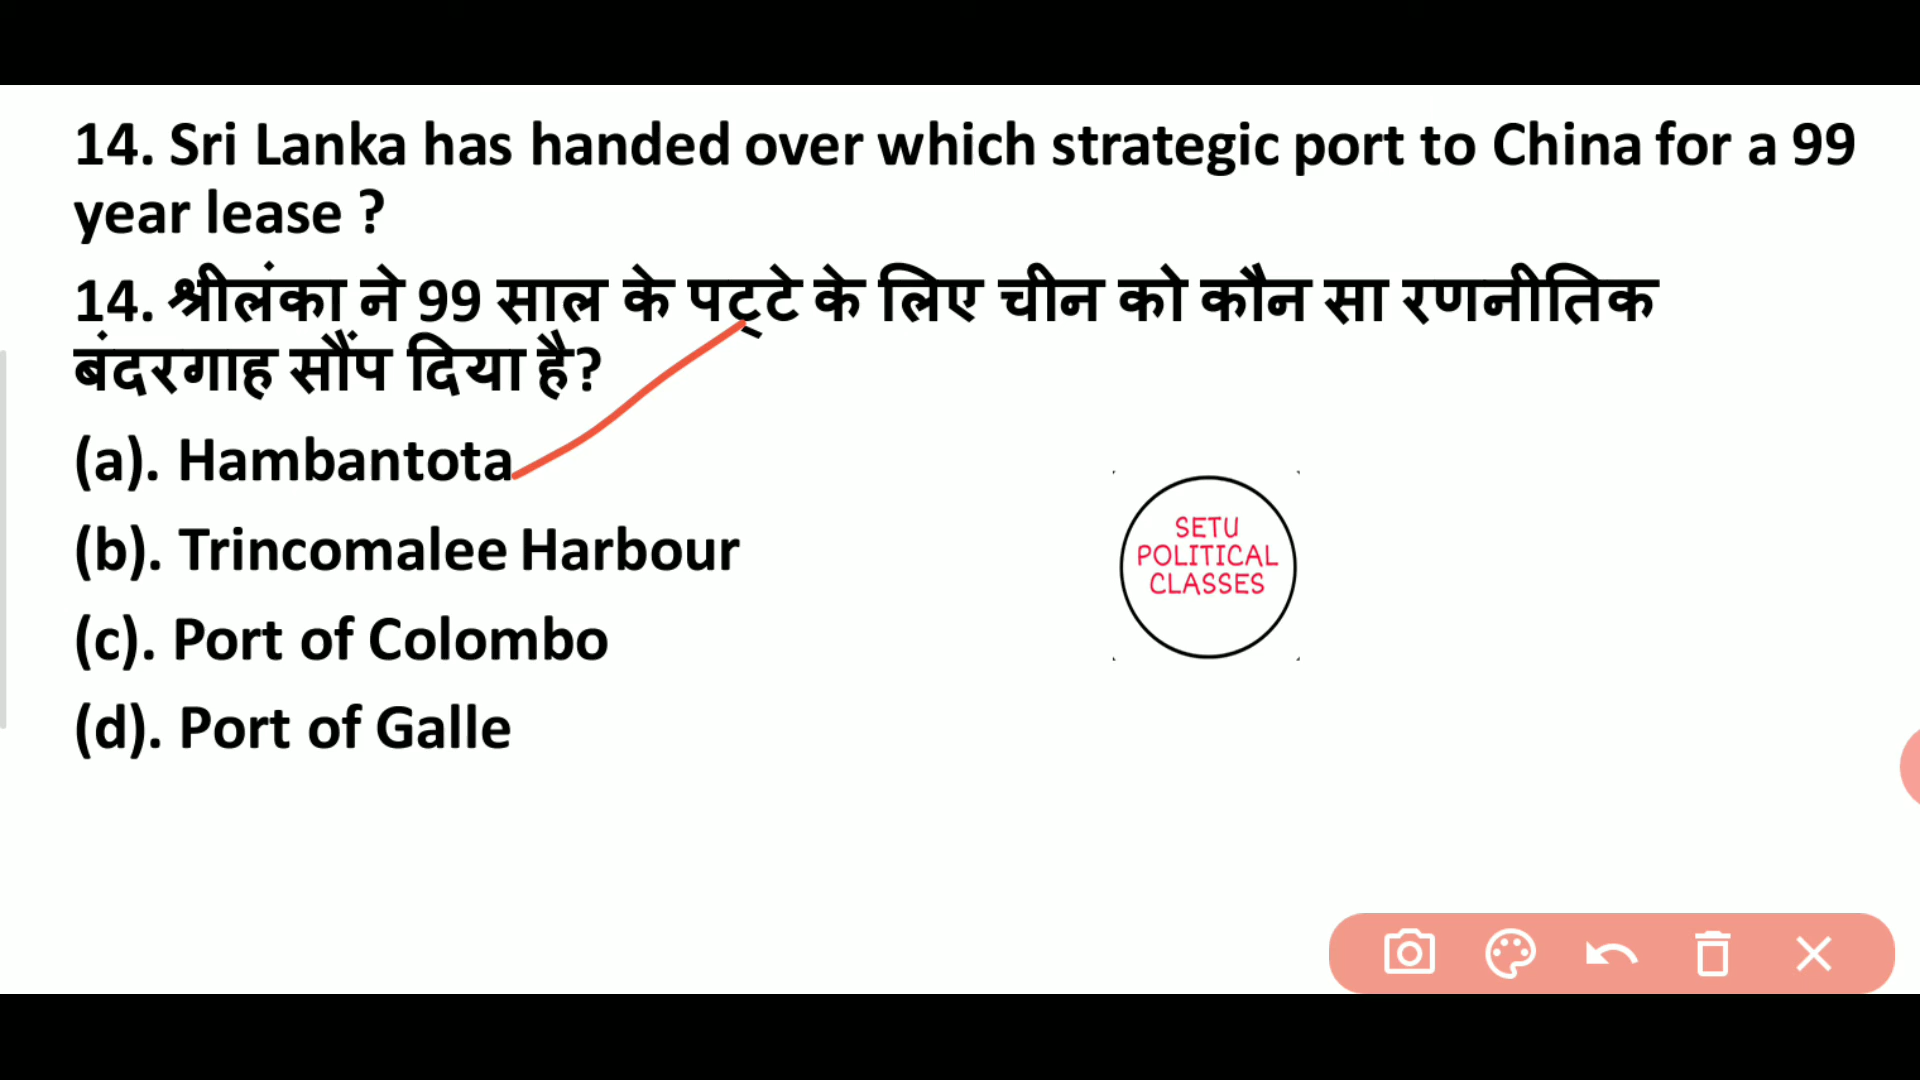 14. Sri Lanka has handed over which strategic port to China for a 99
year lease ?
14. श्रीलंका ने 99 साल के पट्टे के लिए चीन को कौन सा रणनीतिक
बंदरगाह सौंप दिया है?
(a). Hambantota
(b). Trincomalee Harbour
(c). Port of Colombo
(d). Port of Galle
SETU
POLITICAL
CLASSES